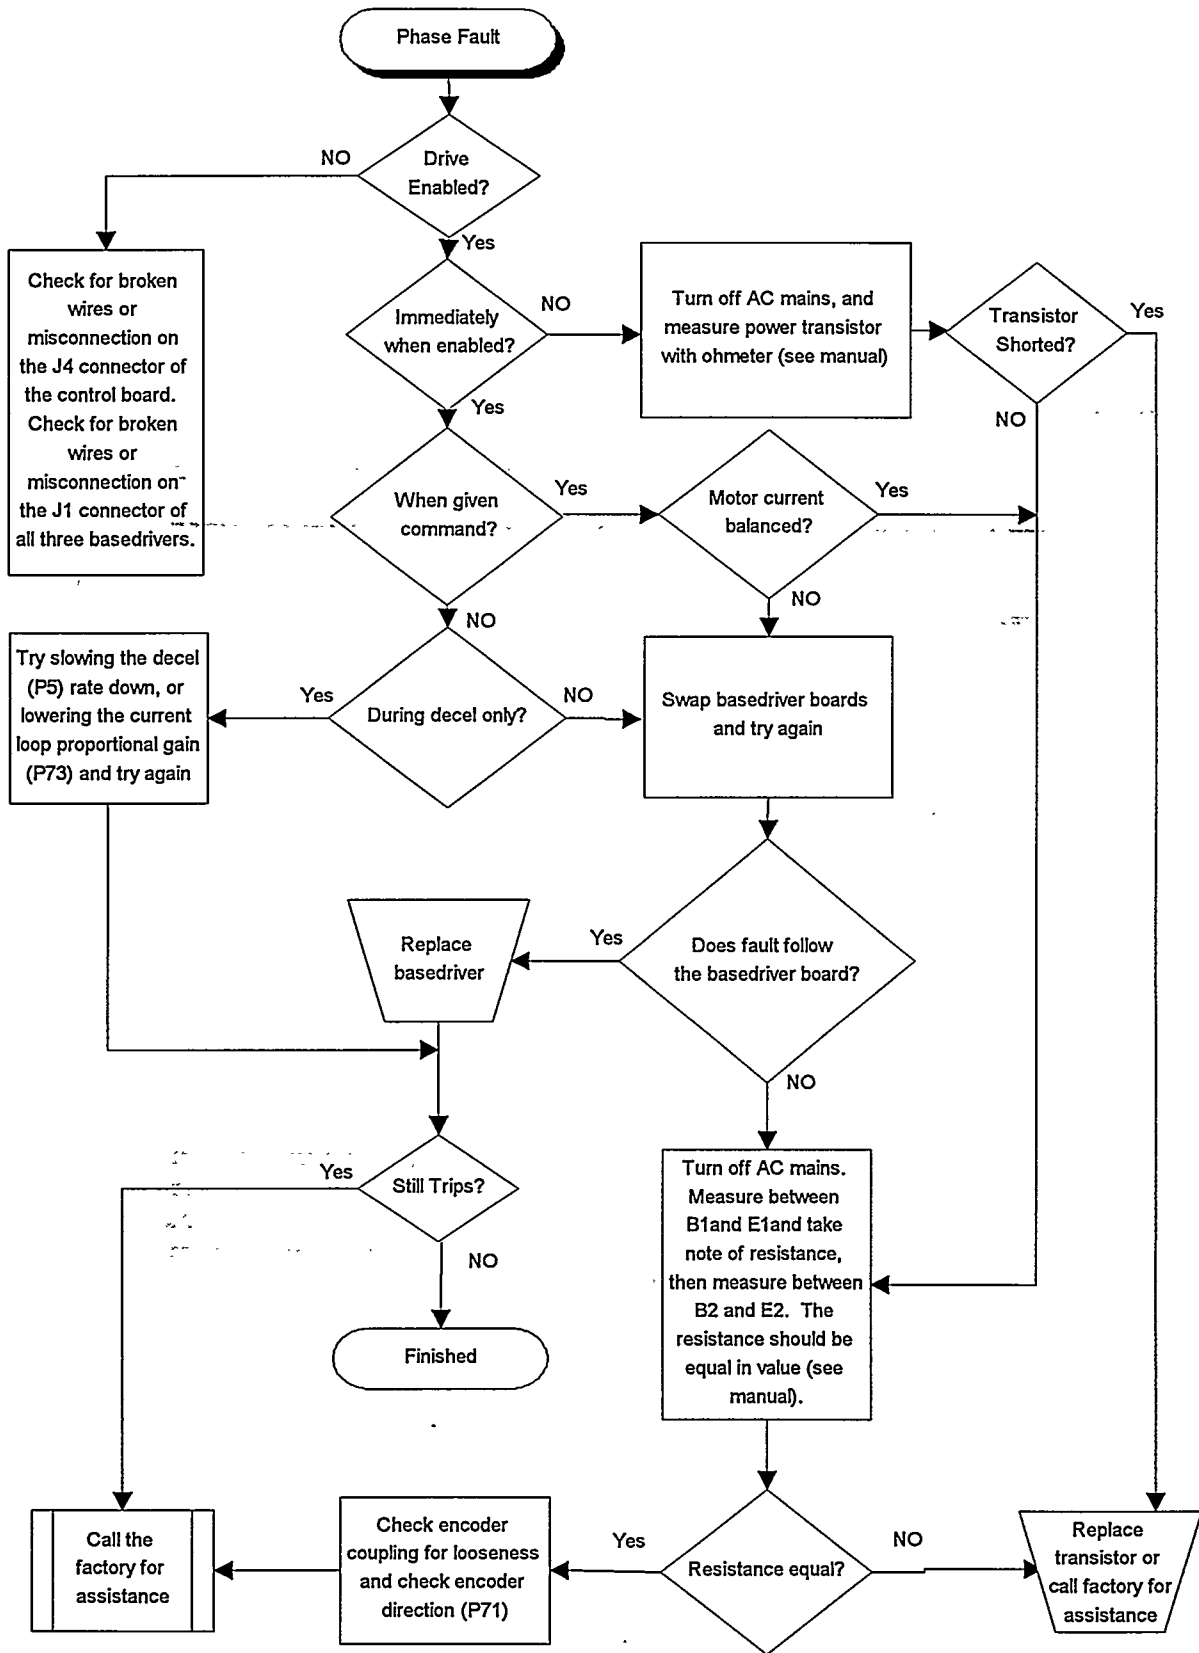 Phase Fault
Drive
Enabled?
NO
Yes
Check for broken
wires or
misconnection on
the J4 connector of
the control board.
Check for broken
wires or
misconnection on
the J1 connector of
all three basedrivers.
Immediately
when enabled?
NO
Yes
Turn off AC mains, and
measure power transistor
with ohmeter (see manual)
Transistor
Shorted?
Yes
NO
When given
command?
Yes
NO
Motor current
balanced?
Yes
NO
Try slowing the decel
(P5) rate down, or
lowering the current
loop proportional gain
(P73) and try again
Yes
During decel only?
NO
Swap basedriver boards
and try again
Replace
basedriver
Yes
Does fault follow
the basedriver board?
NO
Yes
Still Trips?
NO
Finished
Turn off AC mains.
Measure between
B1and E1and take
note of resistance,
then measure between
B2 and E2. The
resistance should be
equal in value (see
manual).
Call the
factory for
assistance
Check encoder
coupling for looseness
and check encoder
direction (P71)
Yes
Resistance equal?
NO
Replace
transistor or
call factory for
assistance